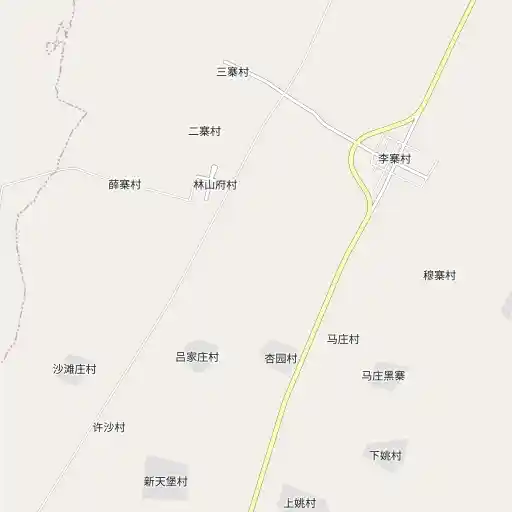 三寨村
二寨村
李寨村
薛寨村
林山府村
穆寨村
马庄村
吕家庄村
杏园村
沙滩庄村
马庄黑寨
许沙村
下姚村
新天堡村
上姚村